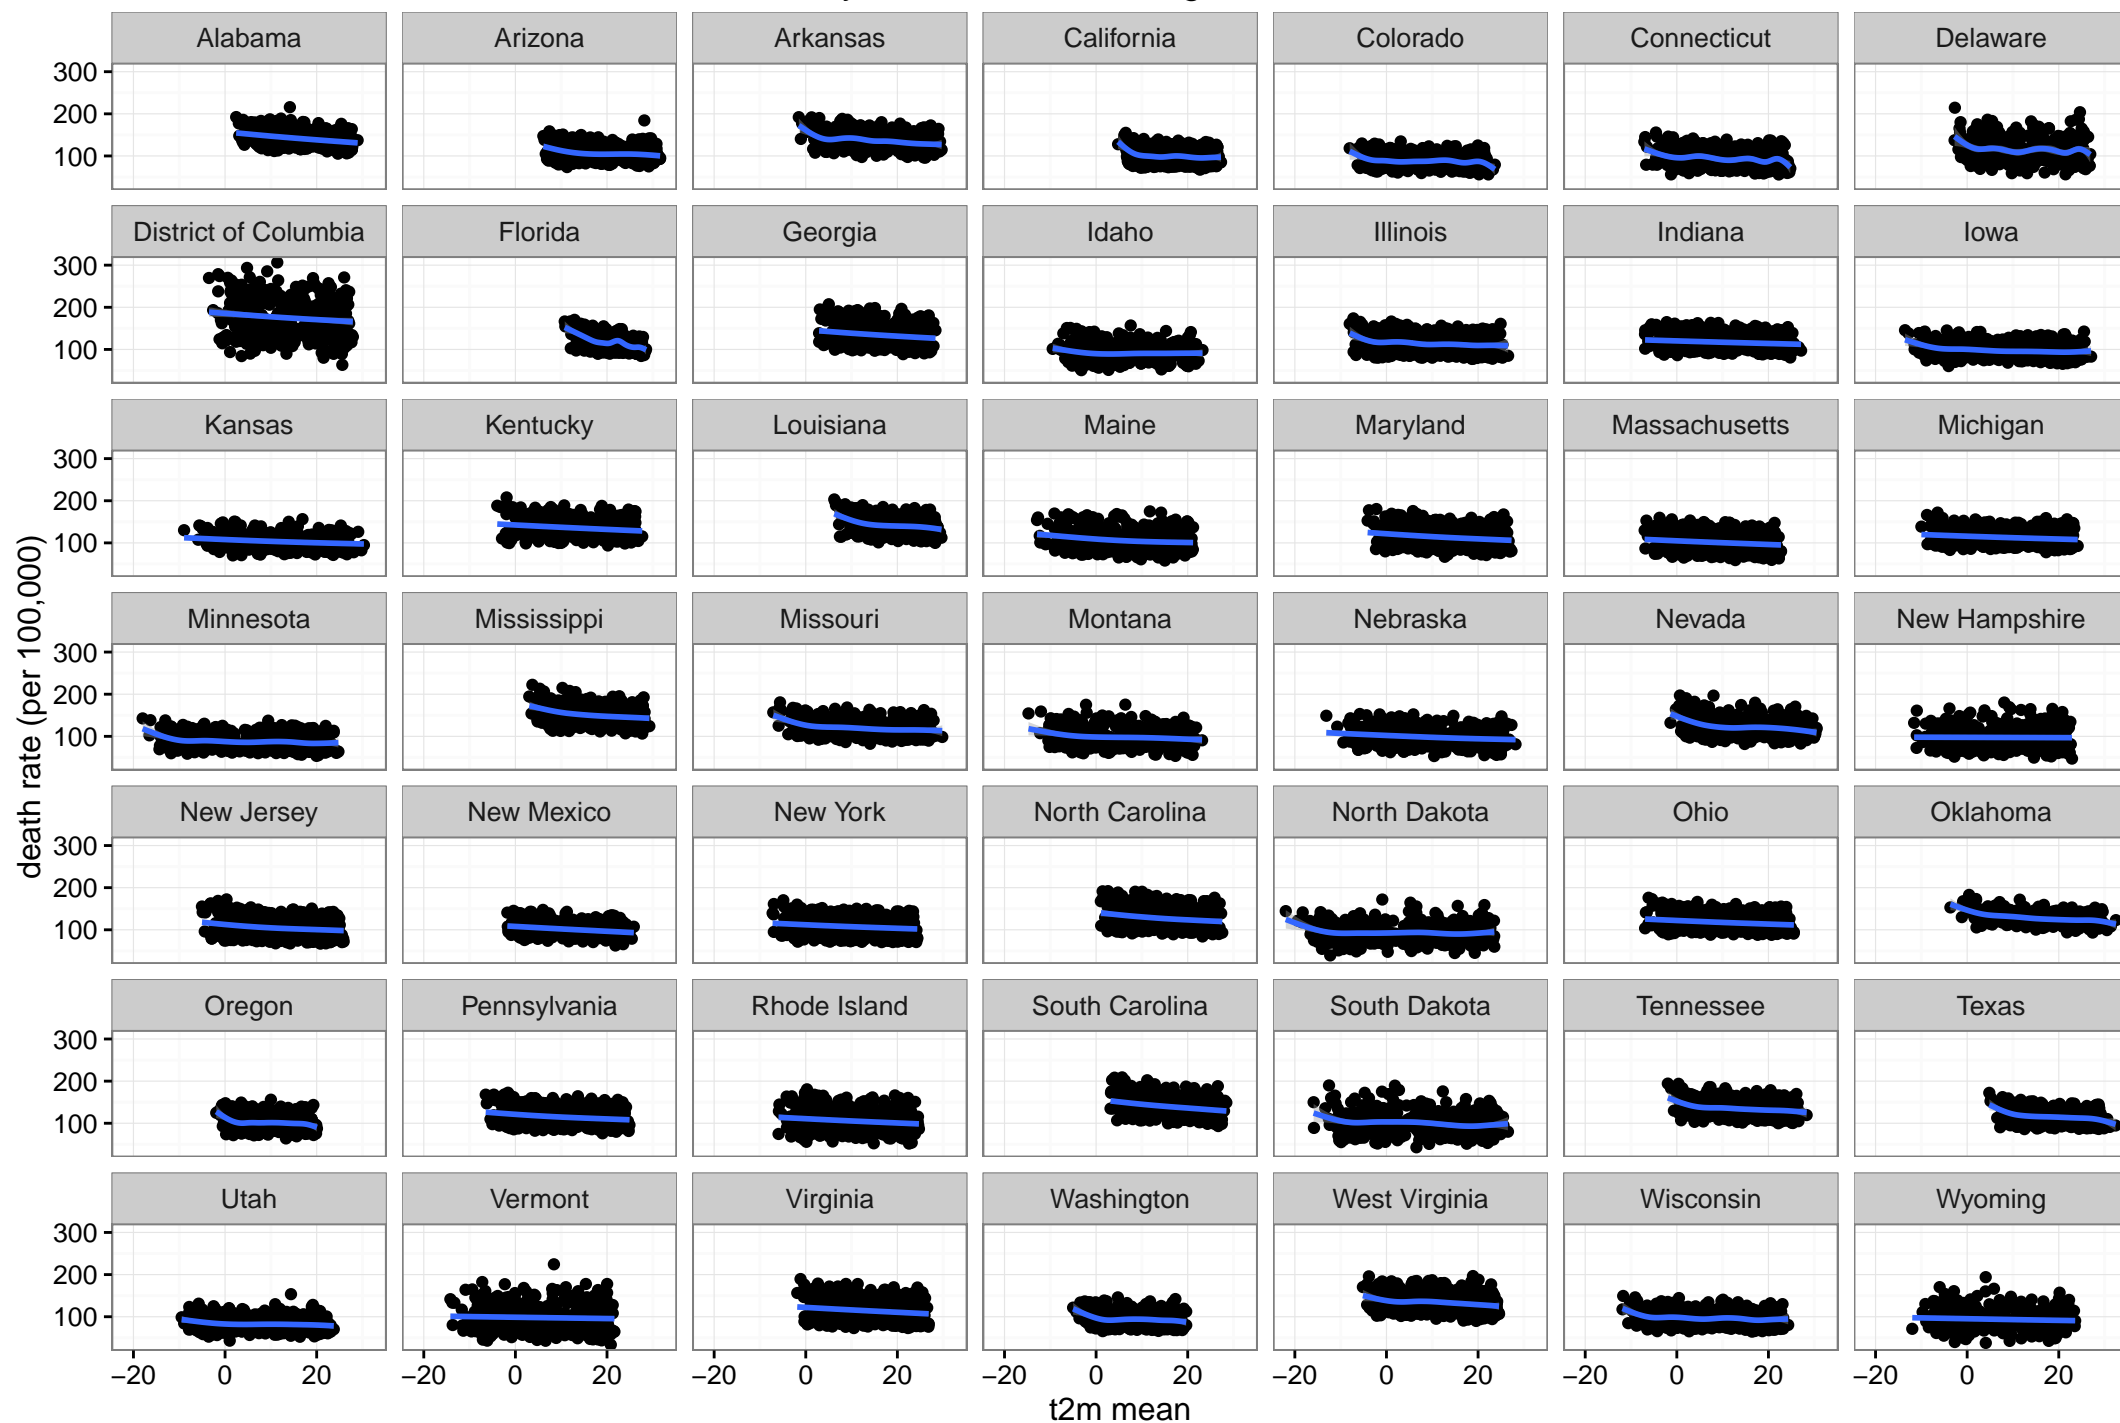 Alabama Arizona Arkansas California Colorado Connecticut Delaware
300
200
100
District of Columbia Florida Georgia Idaho Illinois Indiana Iowa
300
200
100
Kansas Kentucky Louisiana Maine Maryland Massachusetts Michigan
300
200
100
death rate (per 100,000)
Minnesota Mississippi Missouri Montana Nebraska Nevada New Hampshire
300
200
100
New Jersey New Mexico New York North Carolina North Dakota Ohio Oklahoma
300
200
100
Oregon Pennsylvania Rhode Island South Carolina South Dakota Tennessee Texas
300
200
100
Utah Vermont Virginia Washington West Virginia Wisconsin Wyoming
300
200
100
−20 0 20 −20 0 20 −20 0 20 −20 0 20 −20 0 20 −20 0 20 −20 0 20
t2m mean